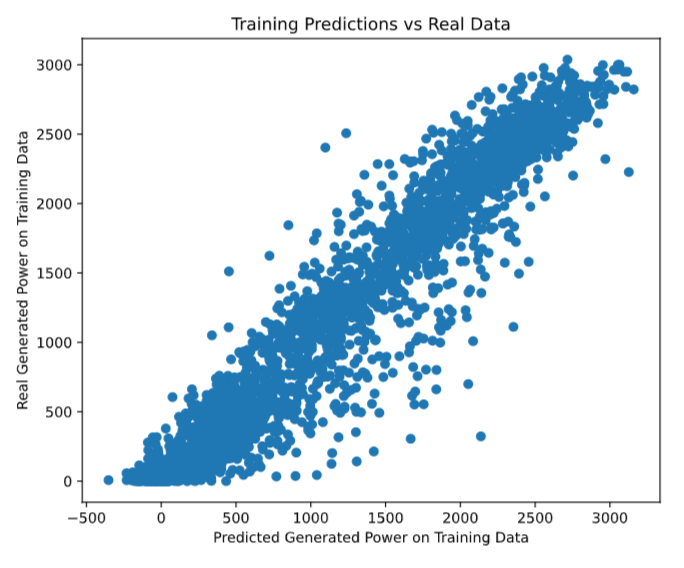 Training Predictions vs Real Data
Real Generated Power on Training Data
3000
2500
2000
1500
1000
500
0
−500 0 500 1000 1500 2000 2500 3000
Predicted Generated Power on Training Data